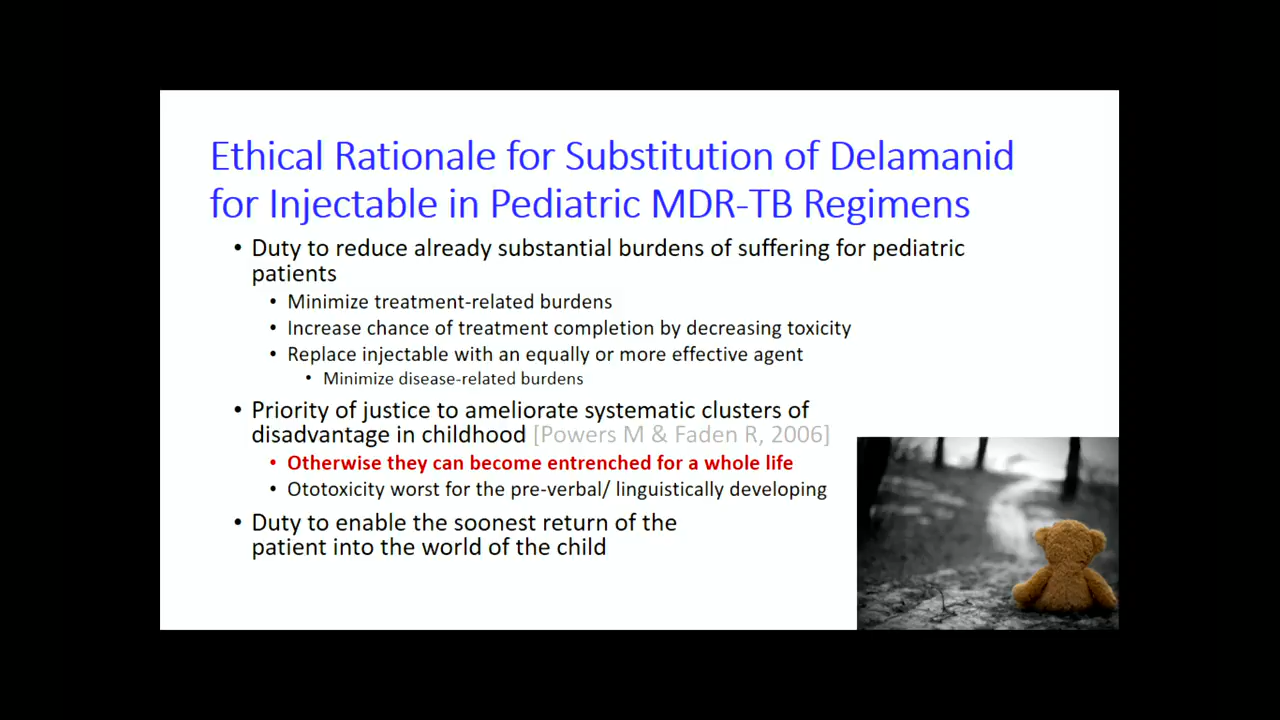 Ethical Rationale for Substitution of Delamanid
for Injectable in Pediatric MDR-TB Regimens
• Duty to reduce already substantial burdens of suffering for pediatric
patients
• Minimize treatment-related burdens
• Increase chance of treatment completion by decreasing toxicity
• Replace injectable with an equally or more effective agent
• Minimize disease-related burdens
• Priority of justice to ameliorate systematic clusters of
disadvantage in childhood [Powers M & Faden R, 2006]
• Otherwise they can become entrenched for a whole life
• Ototoxicity worst for the pre-verbal/ linguistically developing
• Duty to enable the soonest return of the
patient into the world of the child